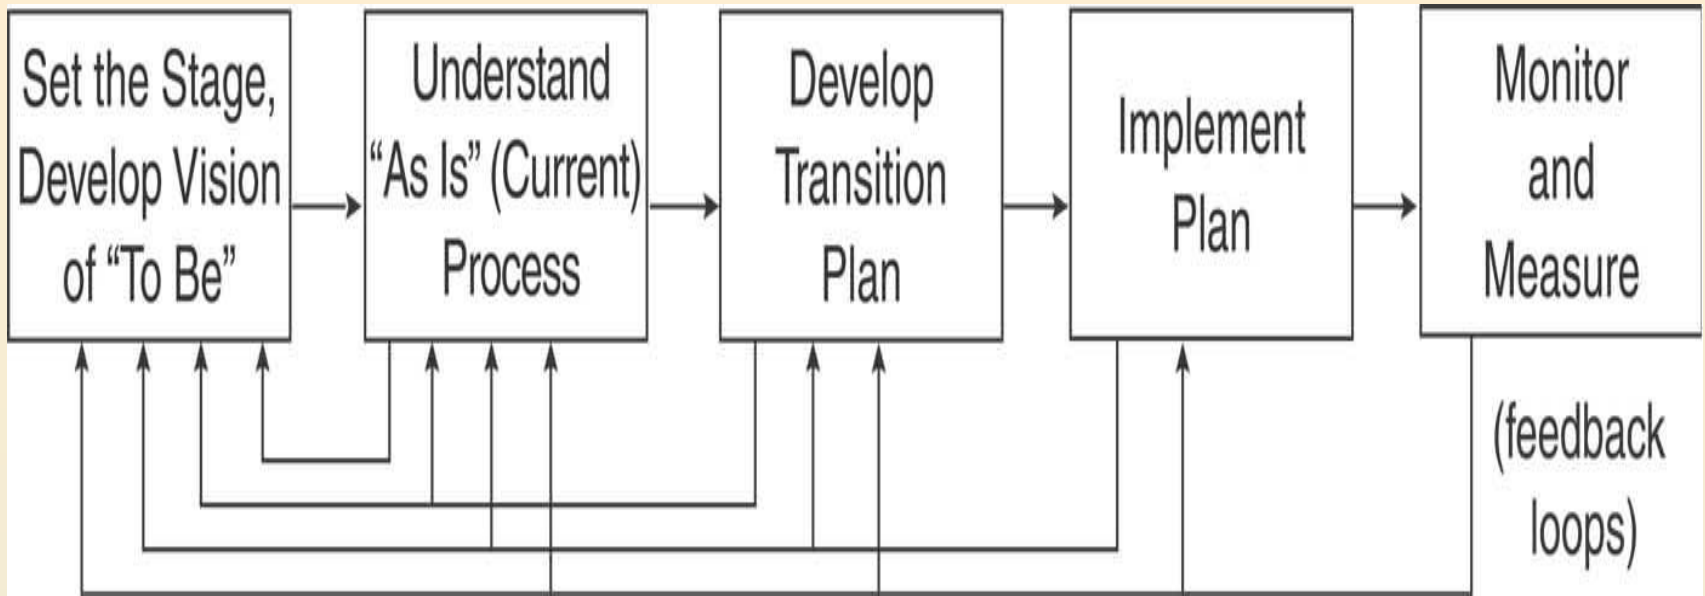 Set the Stage,
Develop Vision
of “To Be”
Understand
“As Is” (Current)
Process
Develop
Transition
Plan
Implement
Plan
Monitor
and
Measure
(feedback
loops)